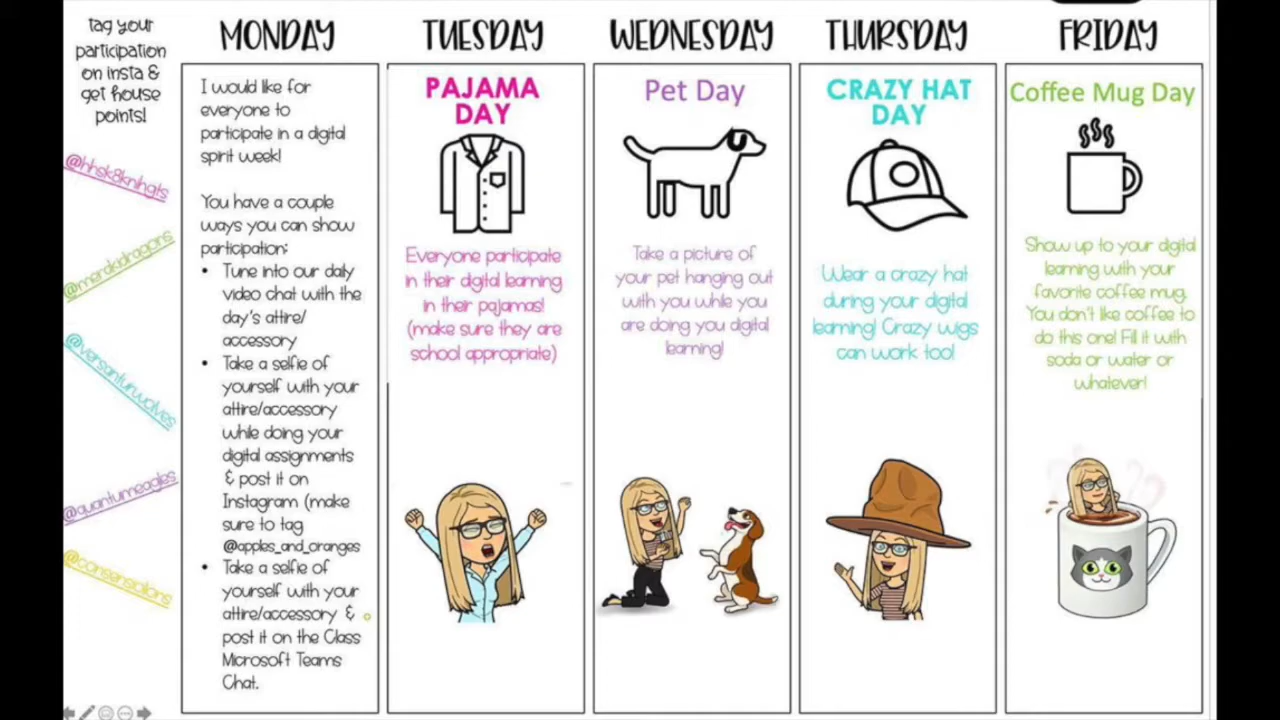 tag your
participation
on insta &
get house
points!
@hhsk8knihgts
@merakidragons
@versanturwolves
@quantumeagles
MONDAY
I would like for
everyone to
participate in a digital
spirit week!
You have a couple
ways you can show
participation:
• Tune into our daily
video chat with the
day's attire/
accessory
• Take a selfie of
yourself with your
attire/accessory
while doing your
digital assignments
& post it on
Instagram (make
sure to tag
@apples_and_oranges
• Take a selfie of
yourself with your
attire/accessory &
post it on the Class
Microsoft Teams
Chat.
TUESDAY
PAJAMA
DAY
Everyone participate
in their digital learning
in their pajamas!
(make sure they are
school appropriate)
WEDNESDAY
Pet Day
Take a picture of
your pet hanging out
with you while you
are doing you digital
learning!
THURSDAY
CRAZY HAT
DAY
Wear a crazy hat
during your digital
learning! Crazy wigs
can work too!
FRIDAY
Coffee Mug Day
Show up to your digital
learning with your
favorite coffee mug.
You don't like coffee to
do this one! Fill it with
soda or water or
whatever!